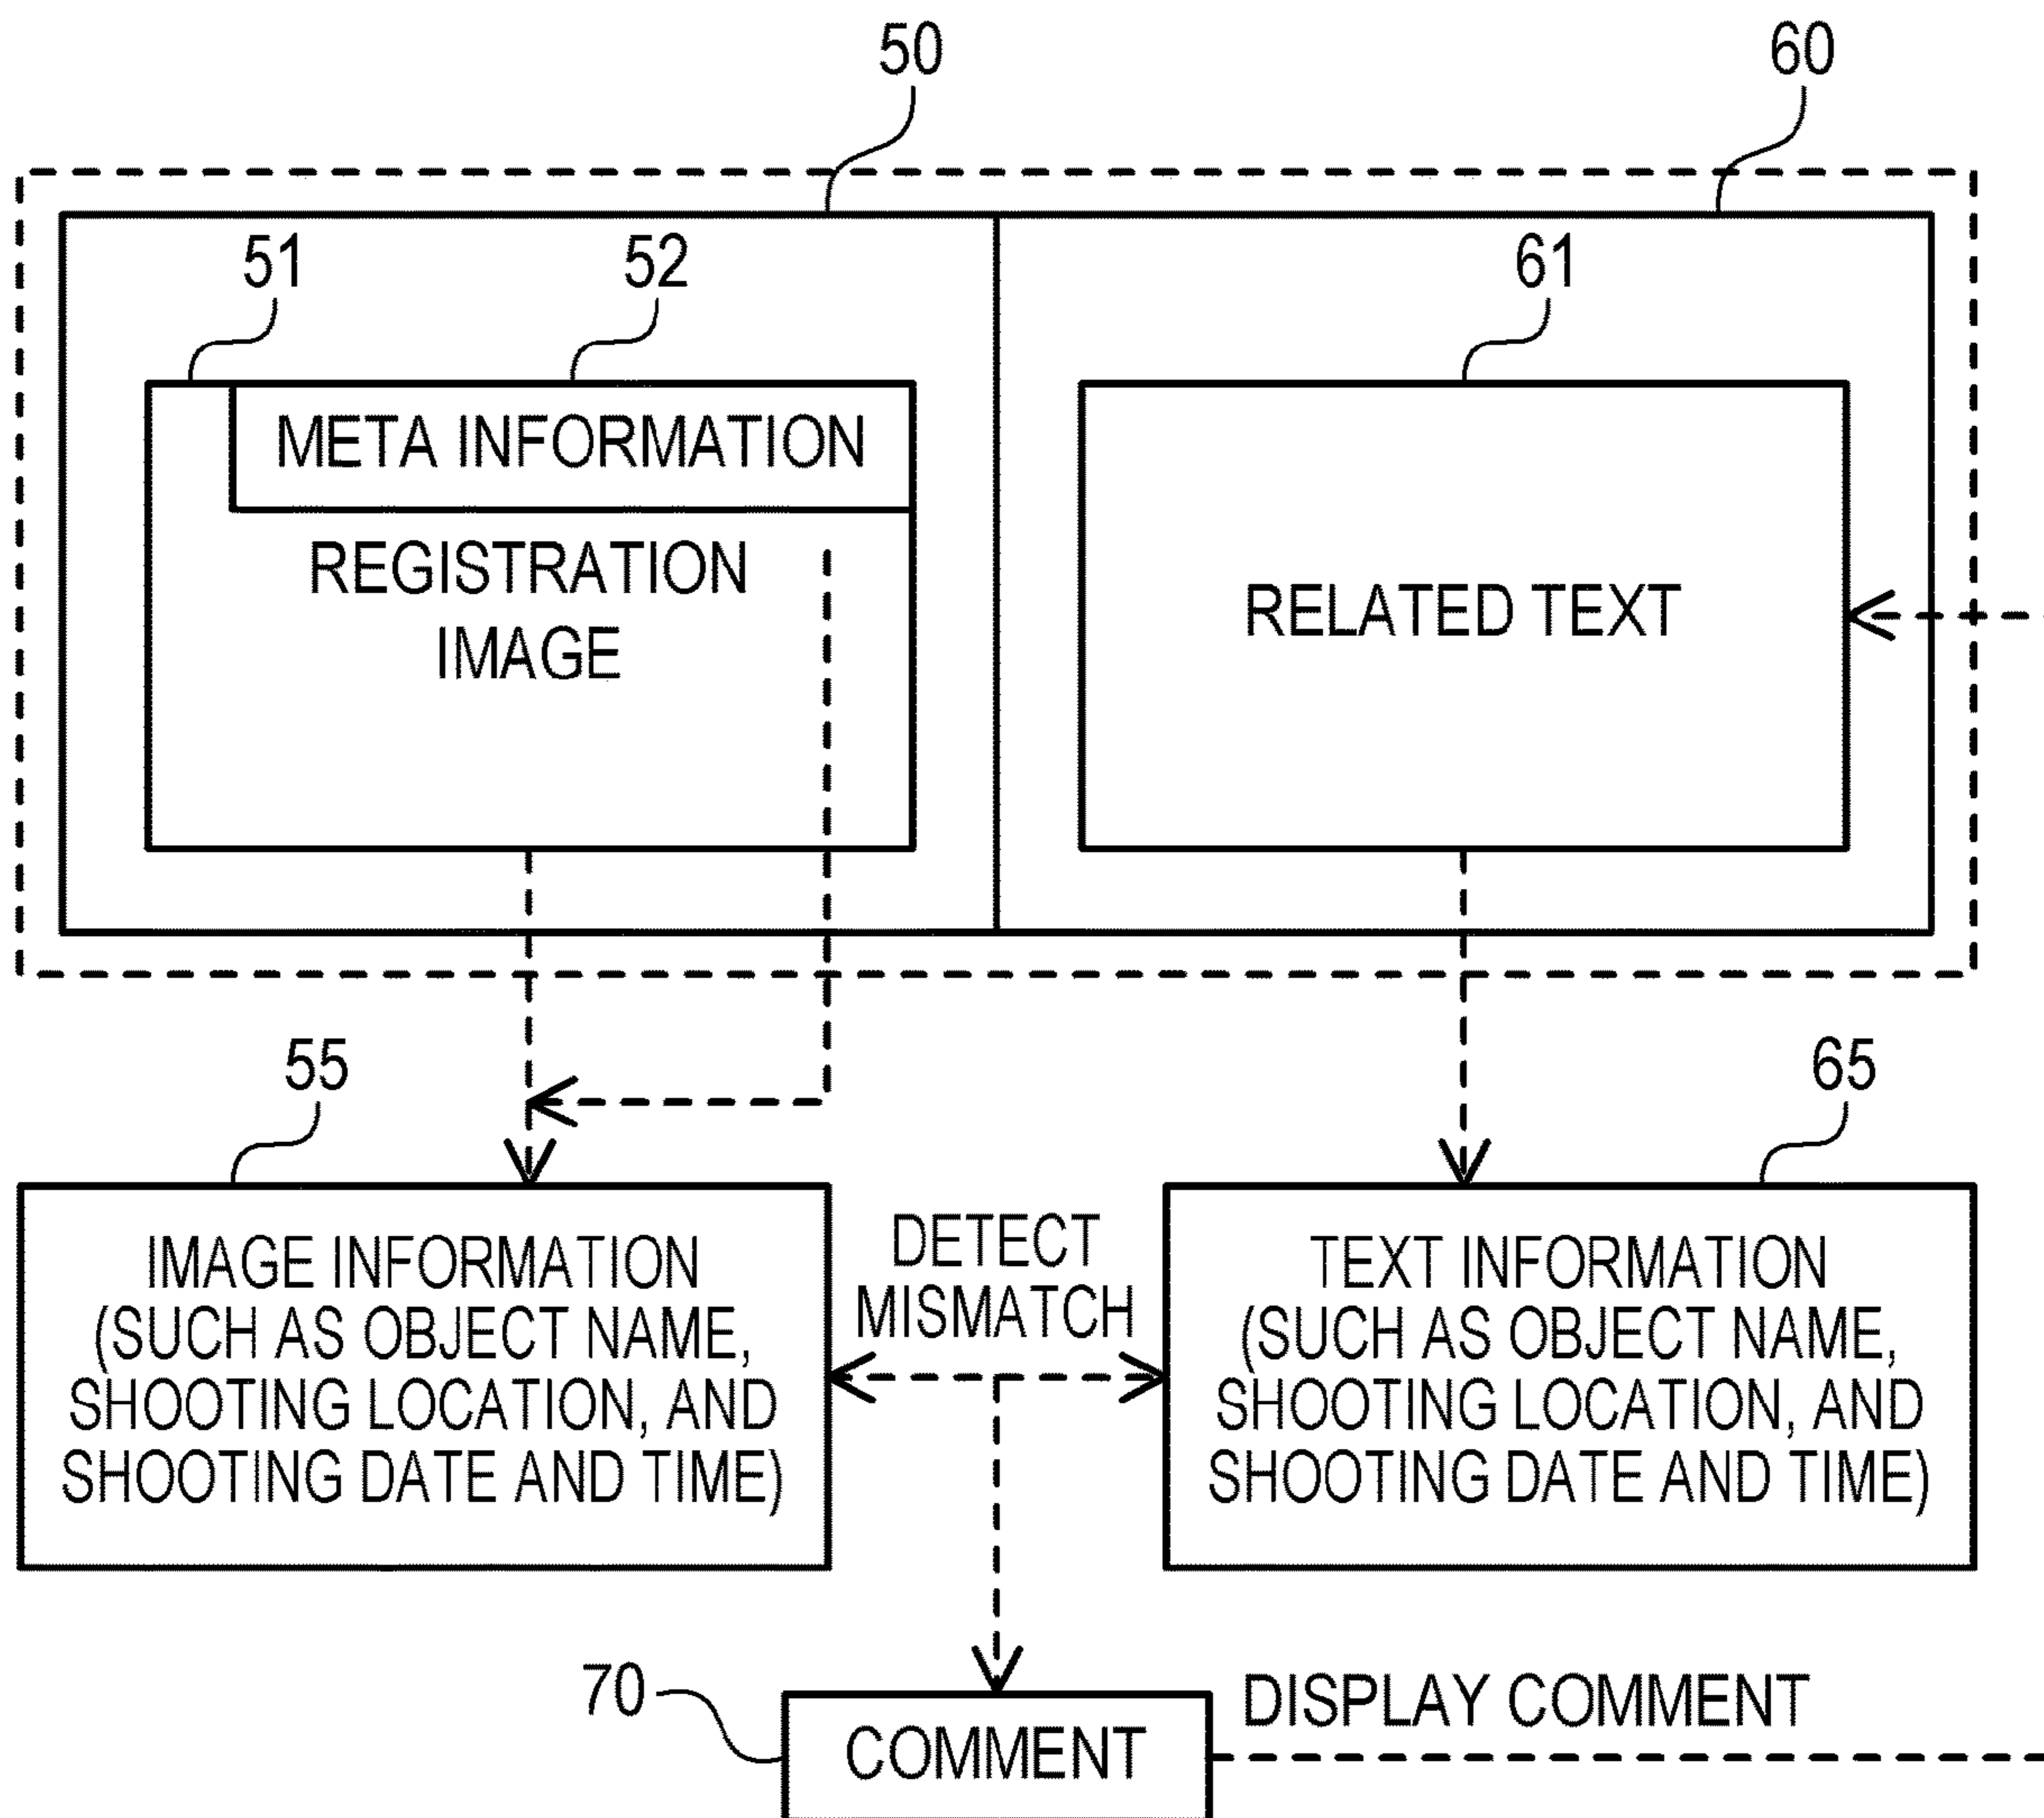 50
60
51
52
61
META INFORMATION
REGISTRATION
IMAGE
RELATED TEXT
55
65
IMAGE INFORMATION
(SUCH AS OBJECT NAME,
SHOOTING LOCATION, AND
SHOOTING DATE AND TIME)
DETECT
MISMATCH
TEXT INFORMATION
(SUCH AS OBJECT NAME,
SHOOTING LOCATION, AND
SHOOTING DATE AND TIME)
70
COMMENT
DISPLAY COMMENT